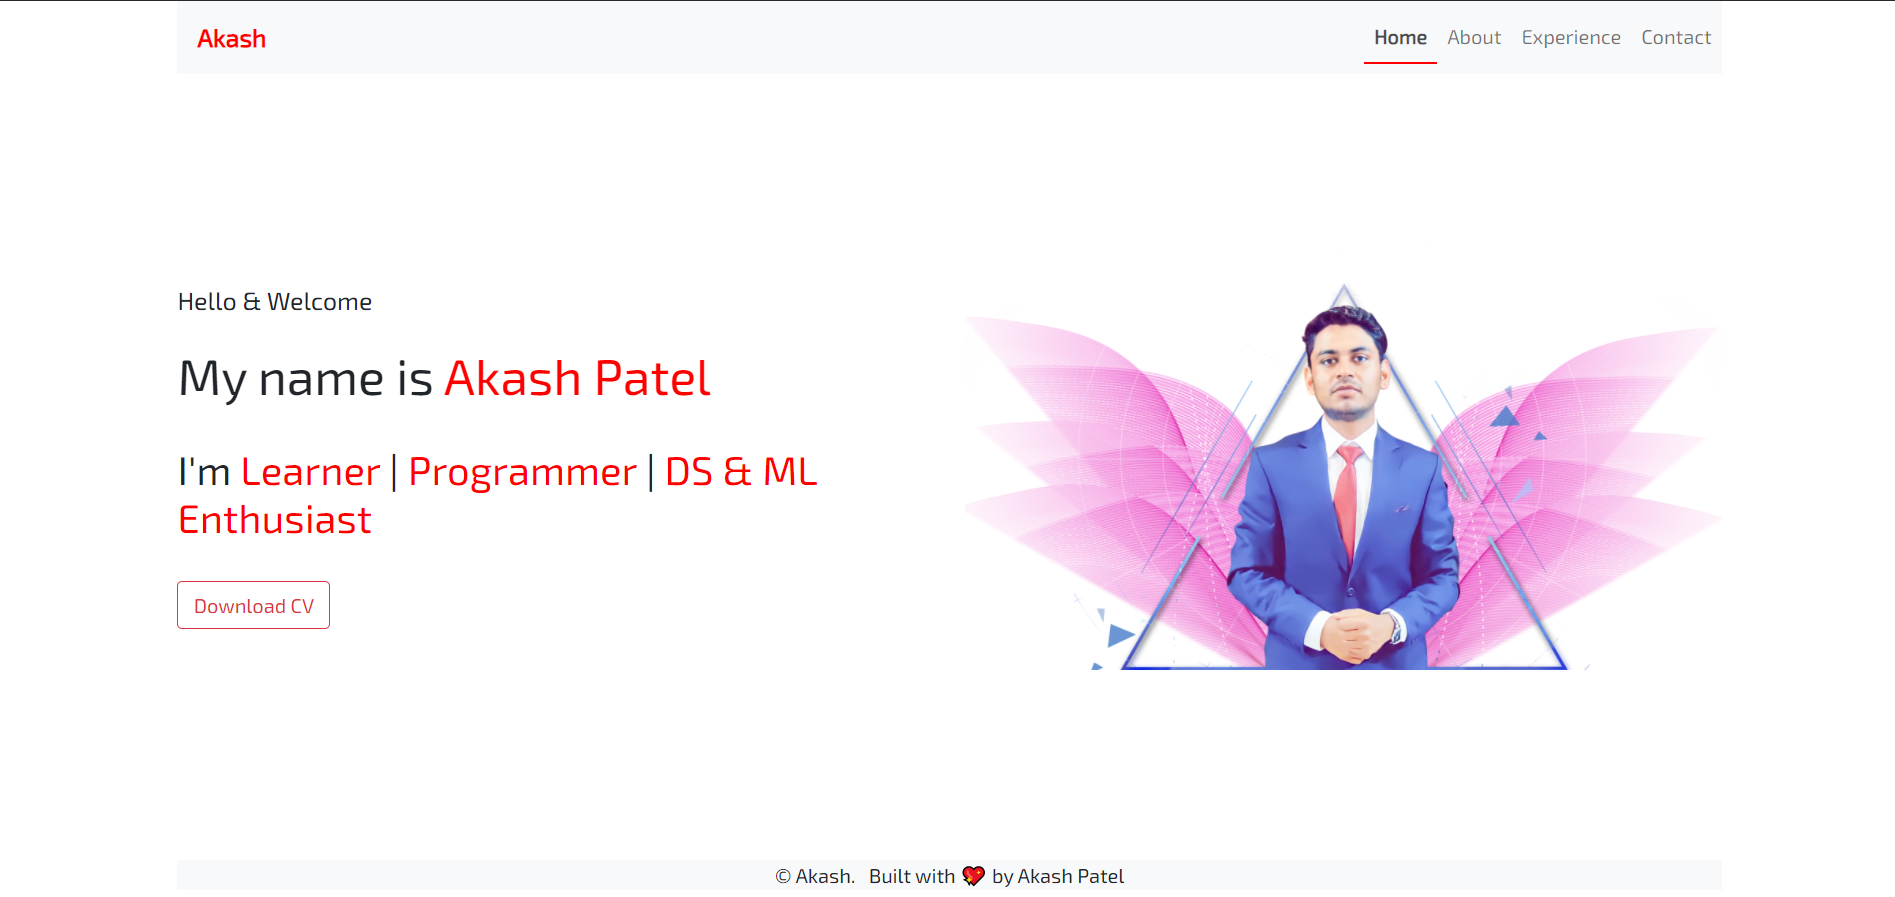 Akash
Home About Experience Contact
Hello & Welcome
My name is Akash Patel
I'm Learner | Programmer | DS & ML
Enthusiast
Download CV
© Akash. Built with 💖 by Akash Patel